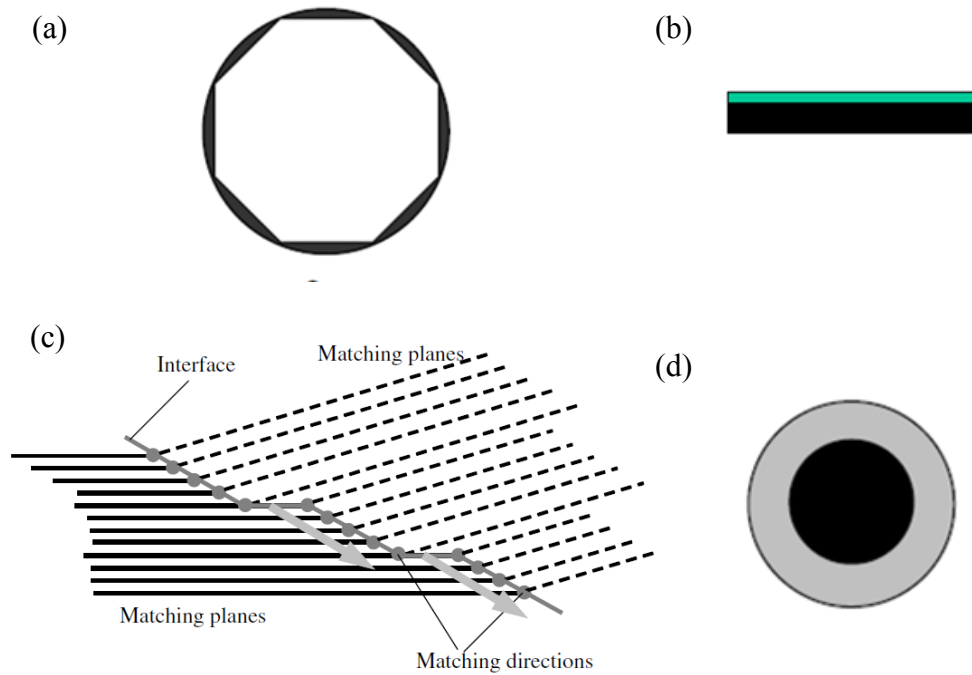 (a)
(b)
(c)
Interface
Matching planes
(d)
Matching planes
Matching directions